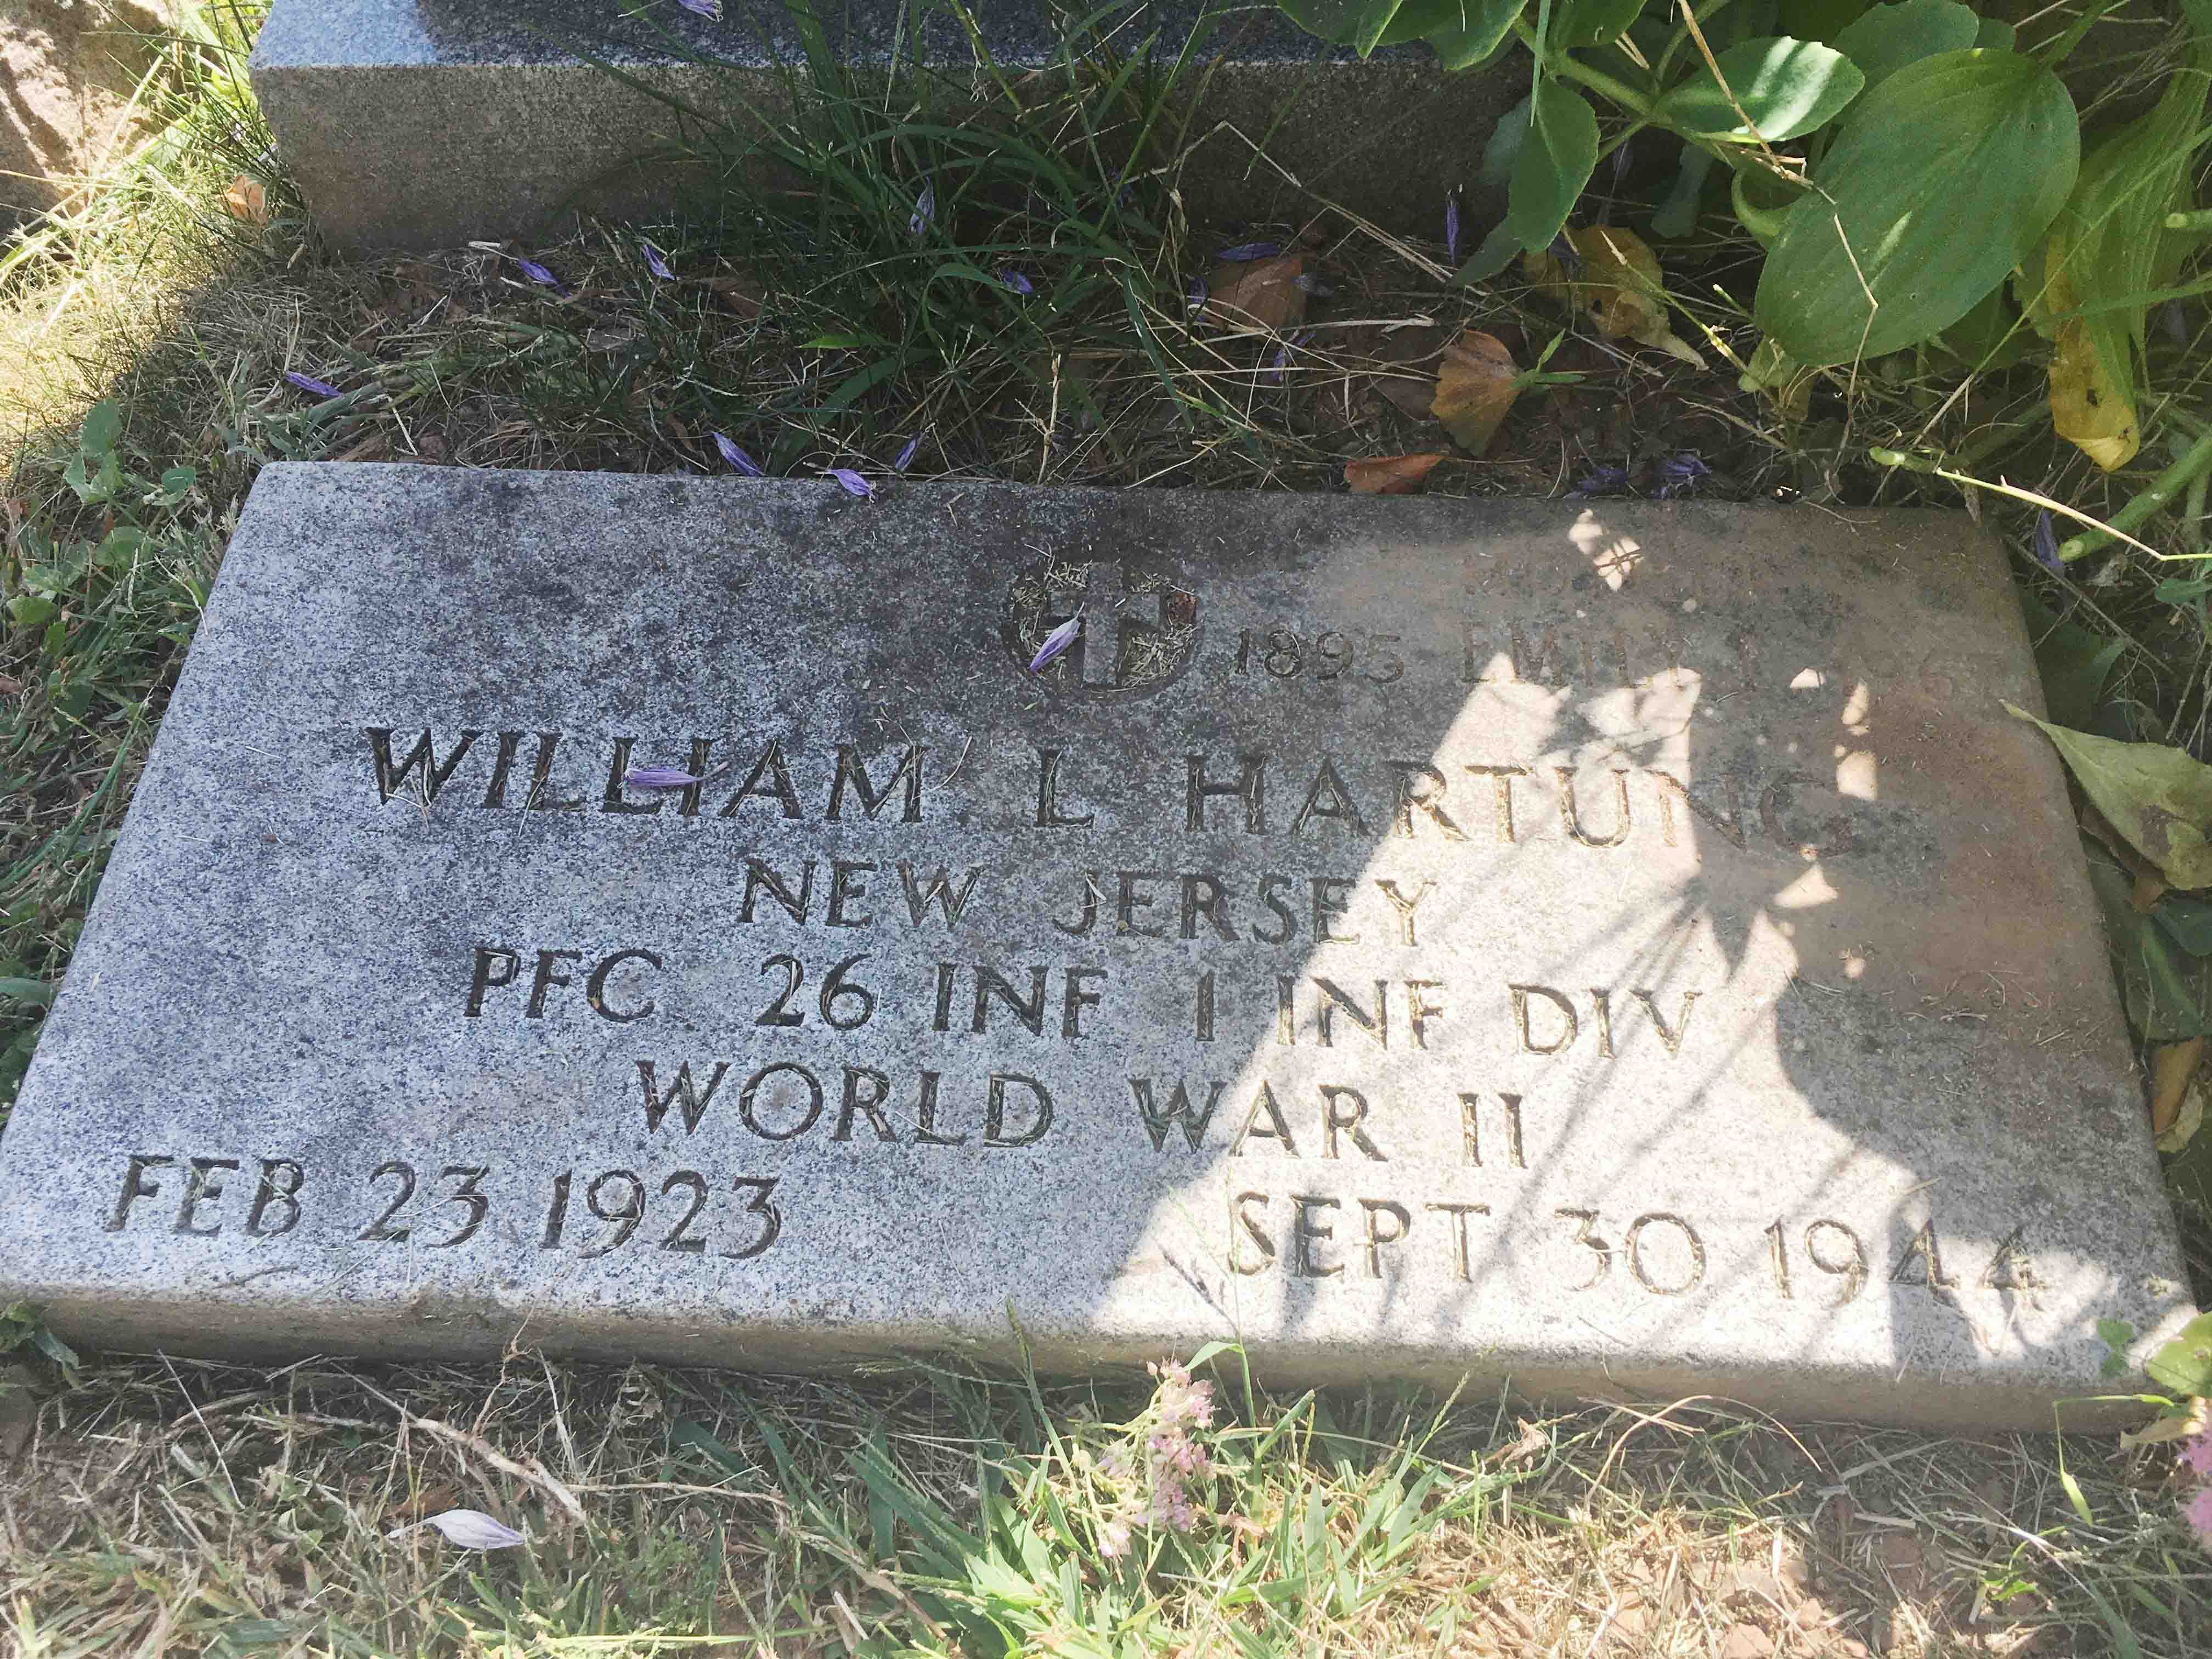 1895 EMILY
WILLIAM L HARTUNG
NEW JERSEY
PFC 26 INF 1 INF DIV
WORLD WAR II
FEB 23 1923 SEPT 30 1944